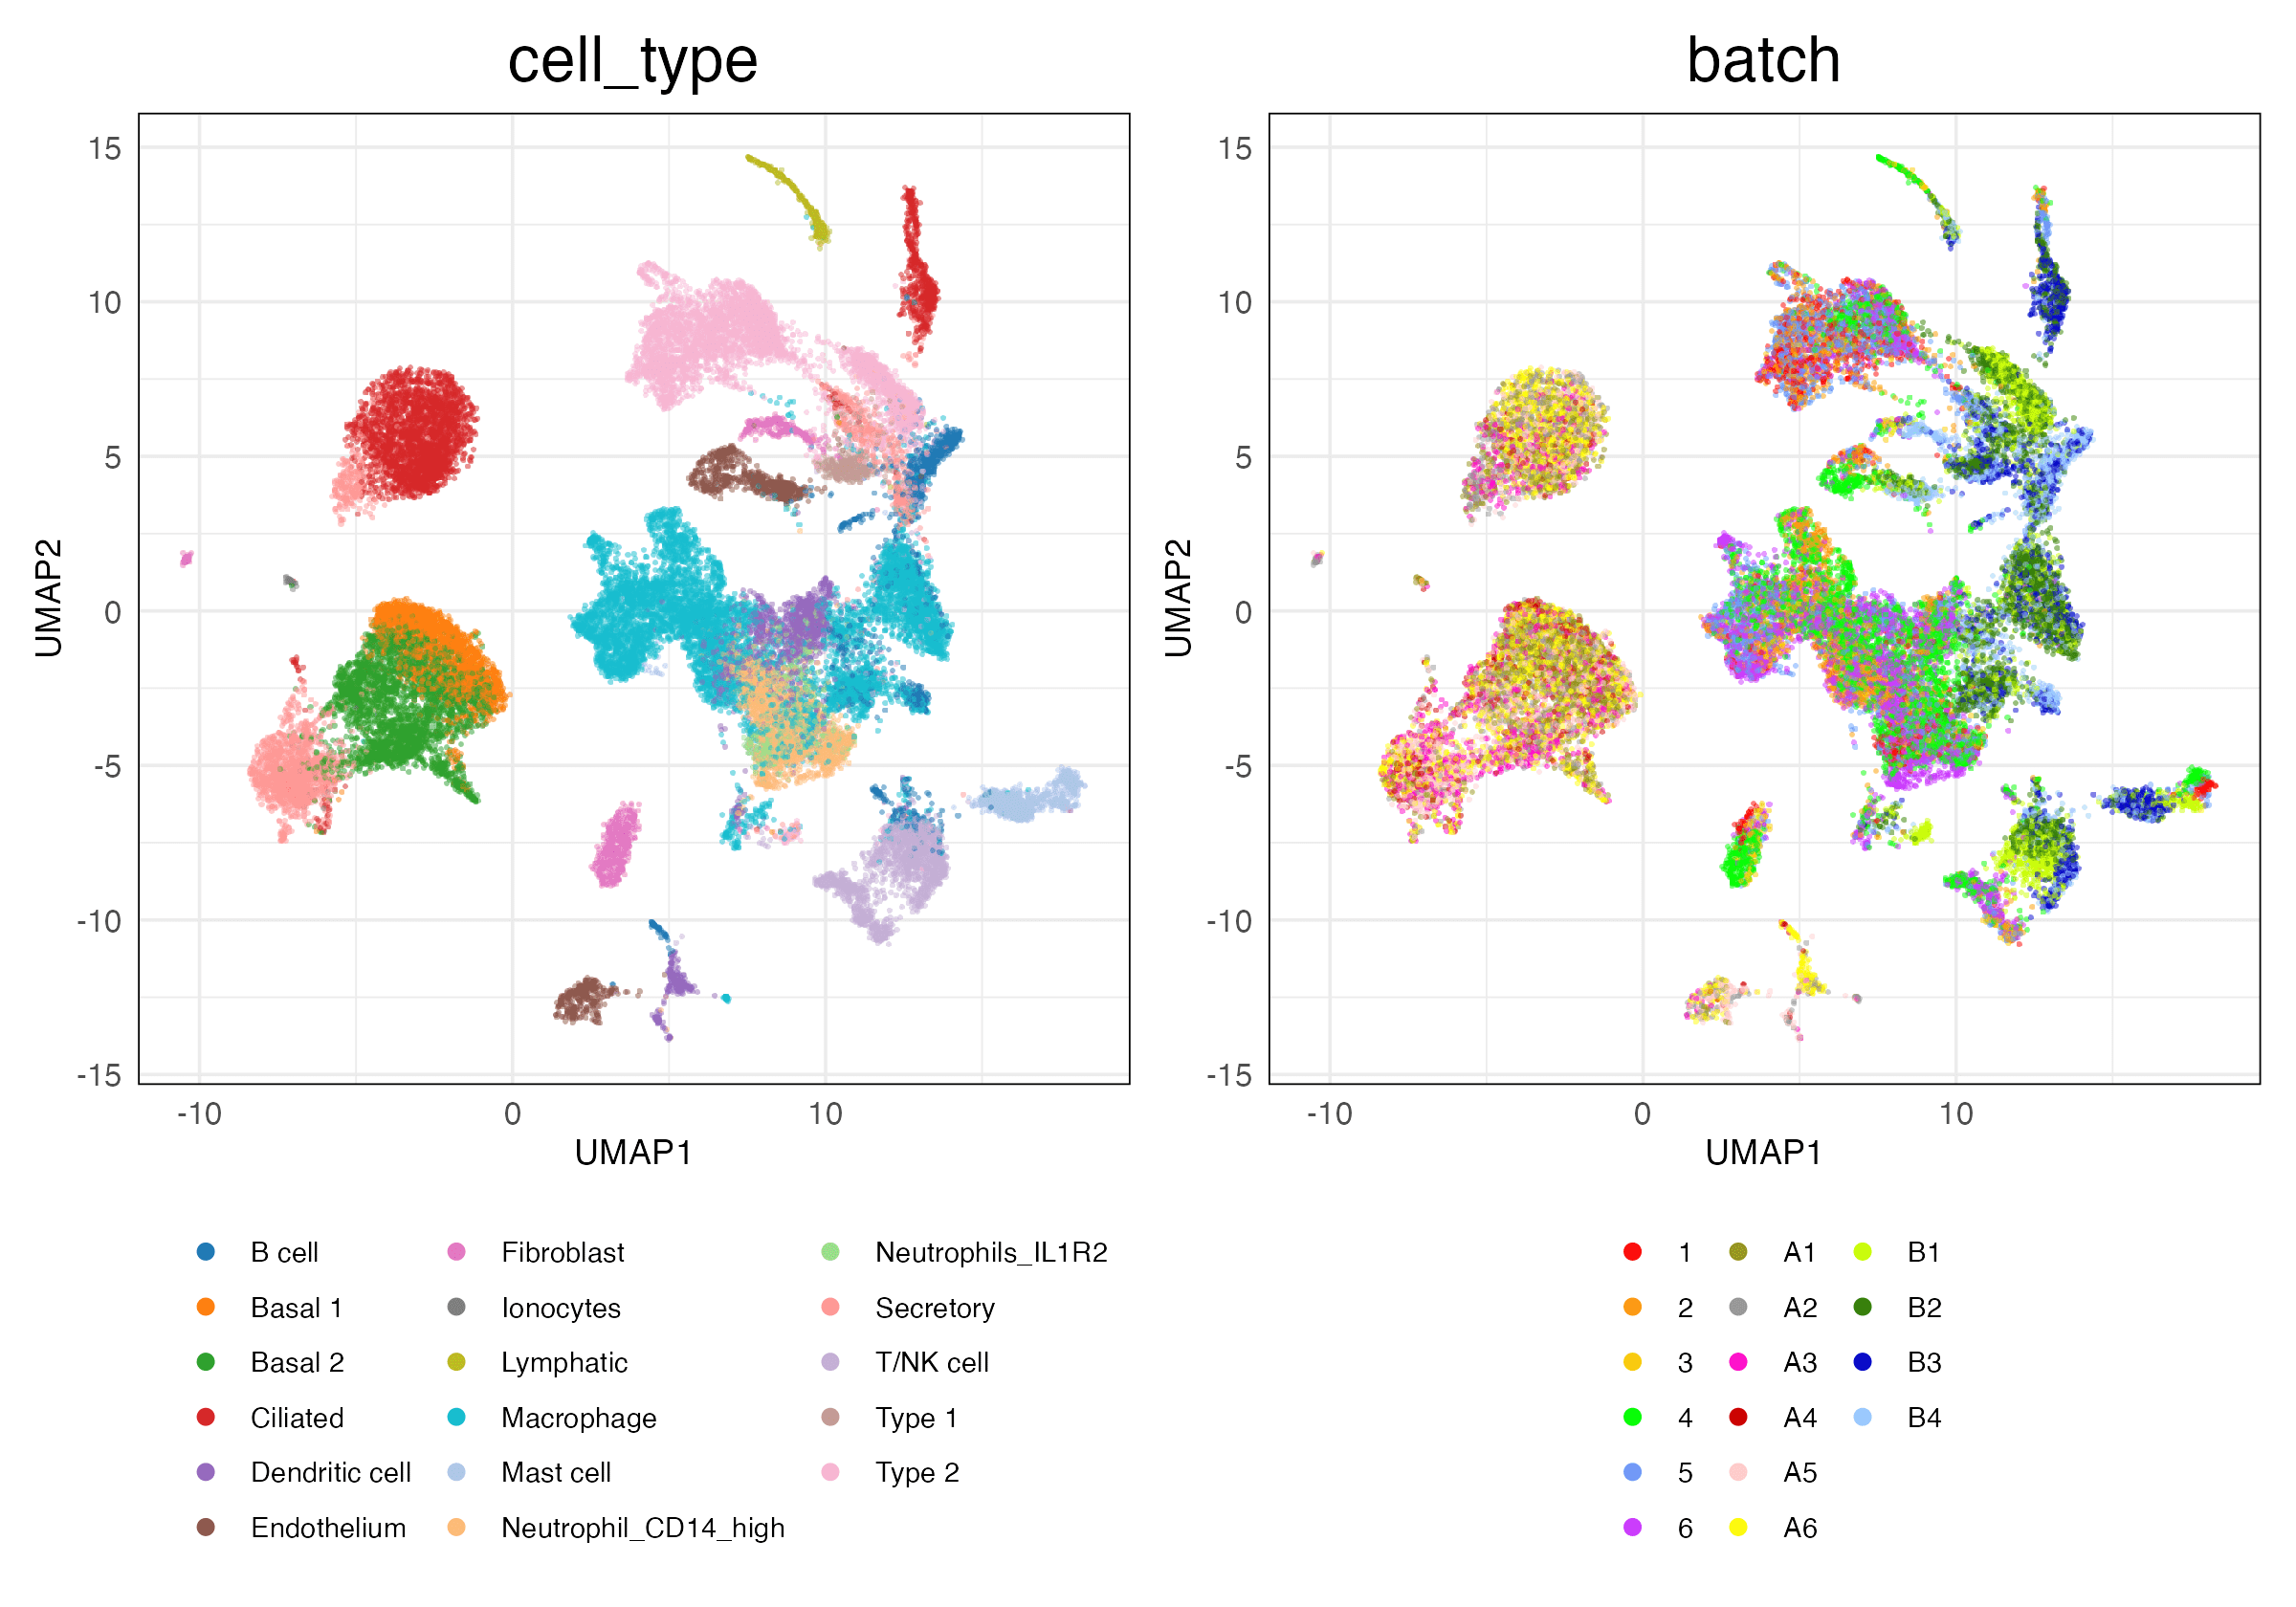 cell_type
15
10
5
0
-5
-10
-15
UMAP2
-10 0 10
UMAP1
B cell
Basal 1
Basal 2
Ciliated
Dendritic cell
Endothelium
Fibroblast
Ionocytes
Lymphatic
Macrophage
Mast cell
Neutrophil_CD14_high
Neutrophils_IL1R2
Secretory
T/NK cell
Type 1
Type 2
batch
15
10
5
0
-5
-10
-15
UMAP2
-10 0 10
UMAP1
1
2
3
4
5
6
A1
A2
A3
A4
A5
A6
B1
B2
B3
B4